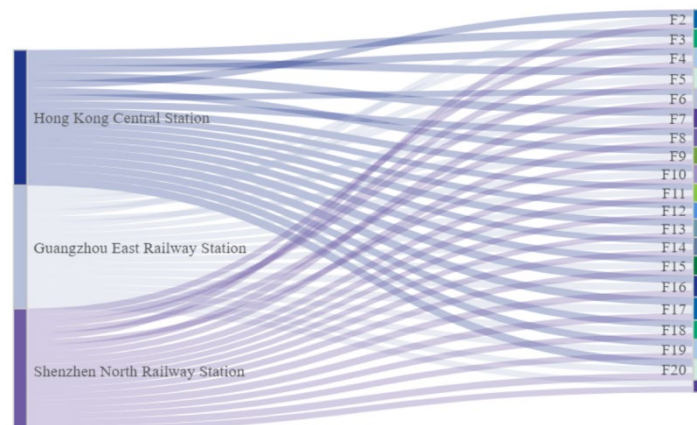 Hong Kong Central Station
Guangzhou East Railway Station
Shenzhen North Railway Station
F2
F3
F4
F5
F6
F7
F8
F9
F10
F11
F12
F13
F14
F15
F16
F17
F18
F19
F20